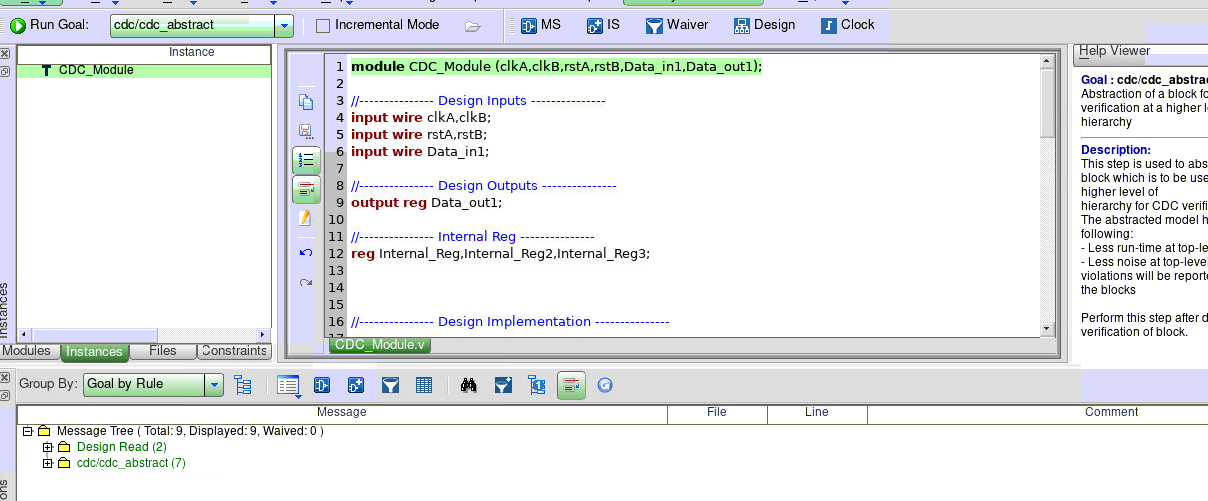 Run Goal: cdc/cdc_abstract Incremental Mode MS IS Waiver Design Clock
Instance
CDC_Module
Modules Instances Files Constraints
Instances
1 module CDC_Module (clkA,clkB,rstA,rstB,Data_in1,Data_out1);
2
3 //--------------- Design Inputs ---------------
4 input wire clkA,clkB;
5 input wire rstA,rstB;
6 input wire Data_in1;
7
8 //--------------- Design Outputs ---------------
9 output reg Data_out1;
10
11 //--------------- Internal Reg ---------------
12 reg Internal_Reg,Internal_Reg2,Internal_Reg3;
13
14
15
16 //--------------- Design Implementation ---------------
17
CDC_Module.v
Help Viewer
Goal : cdc/cdc_abstrac
Abstraction of a block fo
verification at a higher l
hierarchy
Description:
This step is used to abs
block which is to be use
higher level of
hierarchy for CDC verifi
The abstracted model h
following:
- Less run-time at top-le
- Less noise at top-level
violations will be reporte
the blocks
Perform this step after d
verification of block.
Group By: Goal by Rule
Message File Line Comment
Message Tree ( Total: 9, Displayed: 9, Waived: 0 )
Design Read (2)
cdc/cdc_abstract (7)